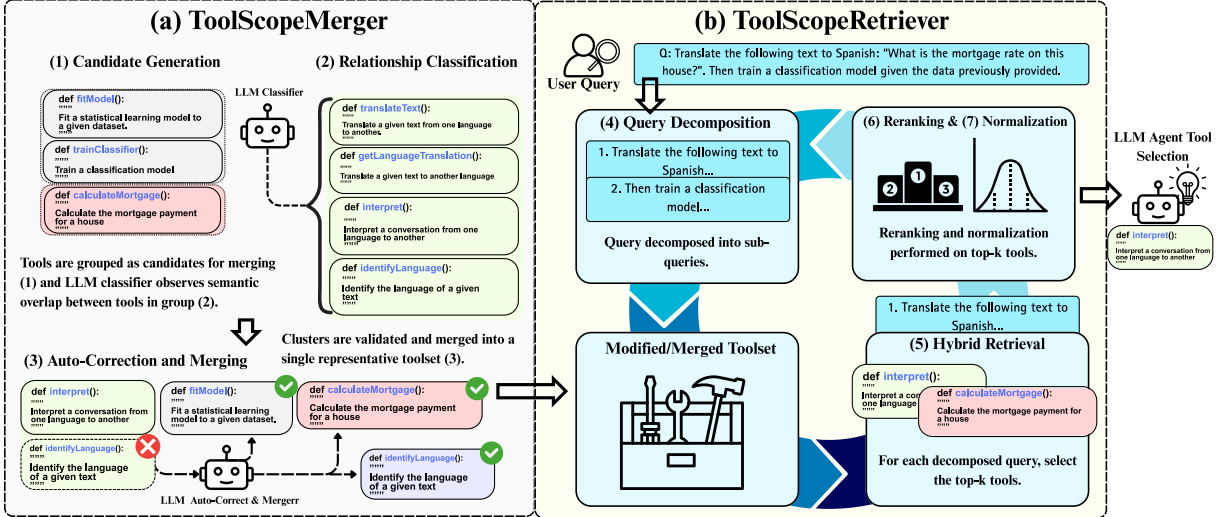 (a) ToolScopeMerger
(1) Candidate Generation
def fitModel():
"""
Fit a statistical learning model to
a given dataset.
"""
def trainClassifier():
"""
Train a classification model
"""
def calculateMortgage():
"""
Calculate the mortgage payment
for a house
"""
LLM Classifier
(2) Relationship Classification
def translateText():
"""
Translate a given text from one language
to another.
"""
def getLanguageTranslation():
"""
Translate a given text to another language
"""
def interpret():
"""
Interpret a conversation from one
language to another
"""
def identifyLanguage():
"""
Identify the language of a given
text
"""
Tools are grouped as candidates for merging
(1) and LLM classifier observes semantic
overlap between tools in group (2).
Clusters are validated and merged into a
single representative toolset (3).
(3) Auto-Correction and Merging
def interpret():
"""
Interpret a conversation from
one language to another
"""
def identifyLanguage():
"""
Identify the language
of a given text
"""
def fitModel():
"""
Fit a statistical learning
model to a given dataset.
"""
LLM Auto-Correct & Mergerr
def calculateMortgage():
"""
Calculate the mortgage payment
for a house
"""
def identifyLanguage():
"""
Identify the language
of a given text
"""
(b) ToolScopeRetriever
User Query
Q: Translate the following text to Spanish: "What is the mortgage rate on this
house?". Then train a classification model given the data previously provided.
(4) Query Decomposition
1. Translate the following text to
Spanish...
2. Then train a classification
model...
Query decomposed into sub-
queries.
(6) Reranking & (7) Normalization
2
1
3
Reranking and normalization
performed on top-k tools.
LLM Agent Tool
Selection
def interpret():
"""
Interpret a conversation from
one language to another
"""
Modified/Merged Toolset
1. Translate the following text to
Spanish...
(5) Hybrid Retrieval
def interpret():
"""
Interpret a conv
one language
"""
def calculateMortgage():
"""
Calculate the mortgage payment for
a house
"""
For each decomposed query, select
the top-k tools.